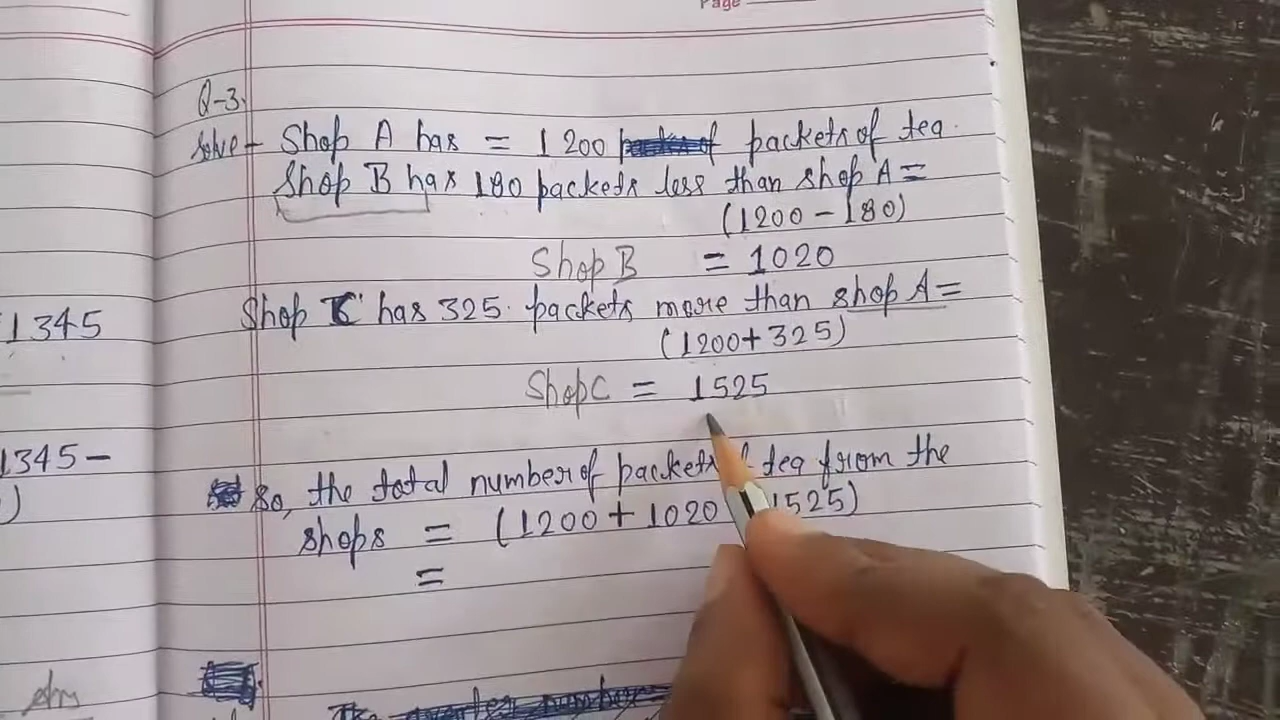 Page
Q-3.
Solve- Shop A has = 1200 packets of tea.
Shop B has 180 packets less than shop A =
(1200-180)
Shop B = 1020
Shop C has 325 packets more than shop A =
1345
(1200+325)
Shop C = 1525
1345-
)
so, the total number of packets tea from the
shops = (1200 + 1020 1525)
=
Ans